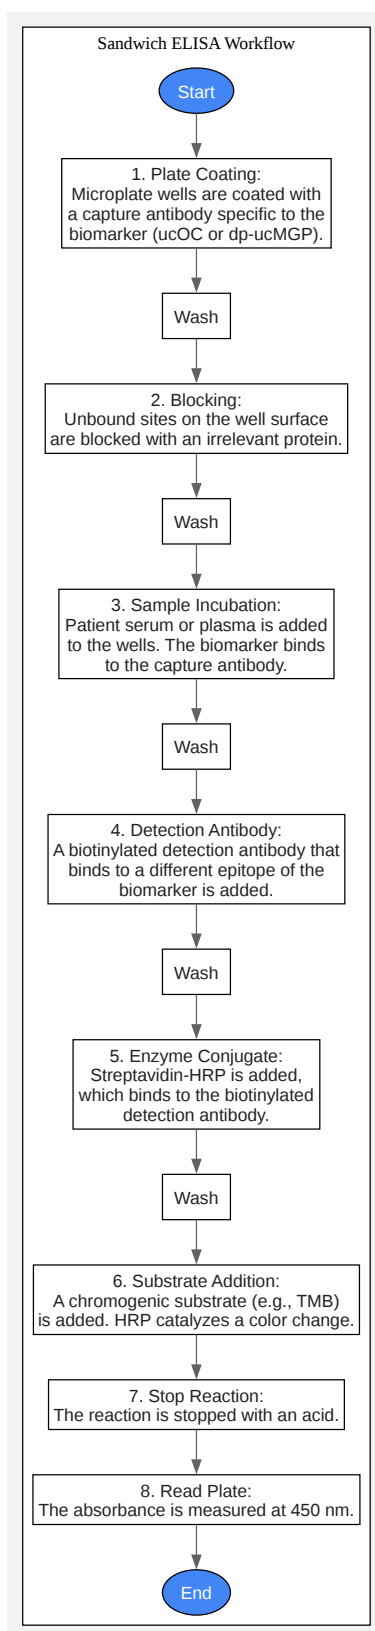 Sandwich ELISA Workflow
Start
1. Plate Coating:
Microplate wells are coated with
a capture antibody specific to the
biomarker (ucOC or dp-ucMGP).
Wash
2. Blocking:
Unbound sites on the well surface
are blocked with an irrelevant protein.
Wash
3. Sample Incubation:
Patient serum or plasma is added
to the wells. The biomarker binds
to the capture antibody.
Wash
4. Detection Antibody:
A biotinylated detection antibody that
binds to a different epitope of the
biomarker is added.
Wash
5. Enzyme Conjugate:
Streptavidin-HRP is added,
which binds to the biotinylated
detection antibody.
Wash
6. Substrate Addition:
A chromogenic substrate (e.g., TMB)
is added. HRP catalyzes a color change.
7. Stop Reaction:
The reaction is stopped with an acid.
8. Read Plate:
The absorbance is measured at 450 nm.
End